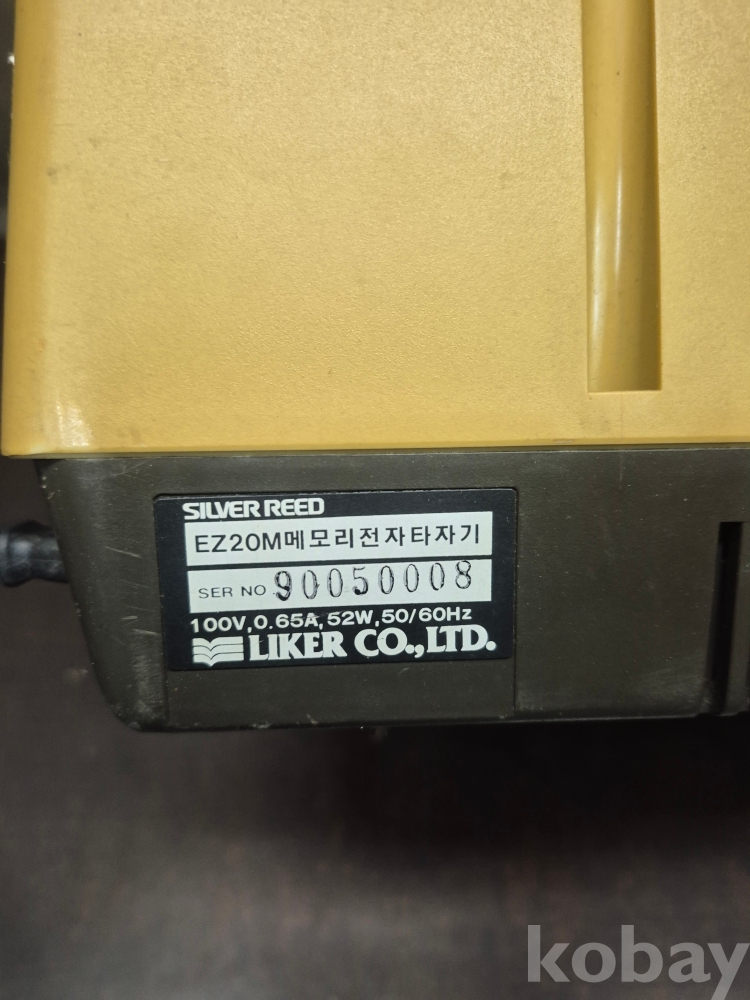 SILVER REED
EZ20M메모리전자타자기
SER NO 90050008
100V, 0.65A, 52W, 50/60Hz
LIKER CO.,LTD.
kobay